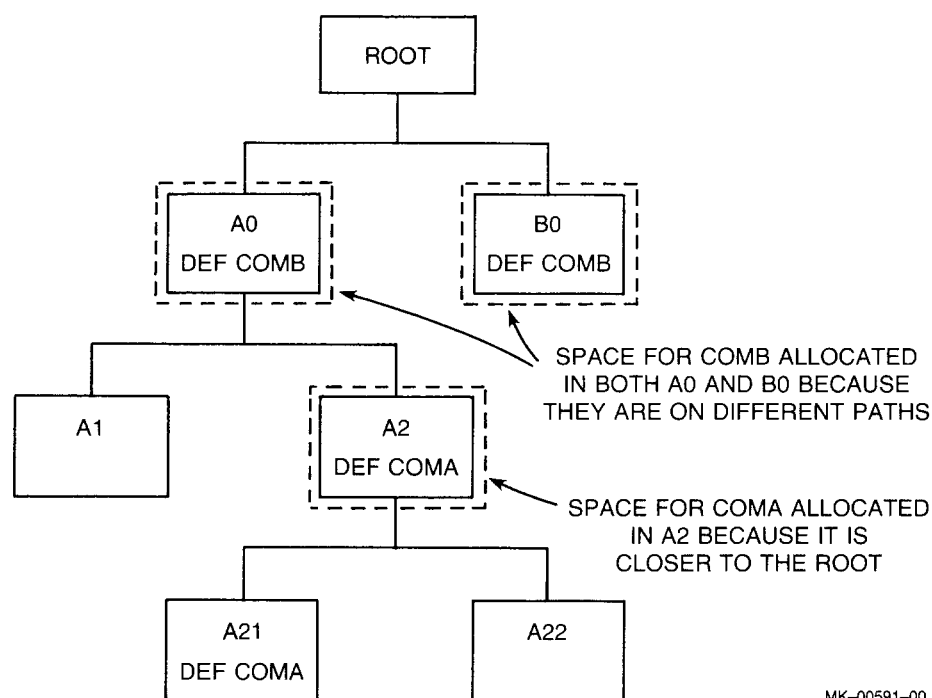 ROOT
A0
DEF COMB
B0
DEF COMB
SPACE FOR COMB ALLOCATED
IN BOTH A0 AND B0 BECAUSE
THEY ARE ON DIFFERENT PATHS
A1
A2
DEF COMA
SPACE FOR COMA ALLOCATED
IN A2 BECAUSE IT IS
CLOSER TO THE ROOT
A21
DEF COMA
A22
MK-00591-00